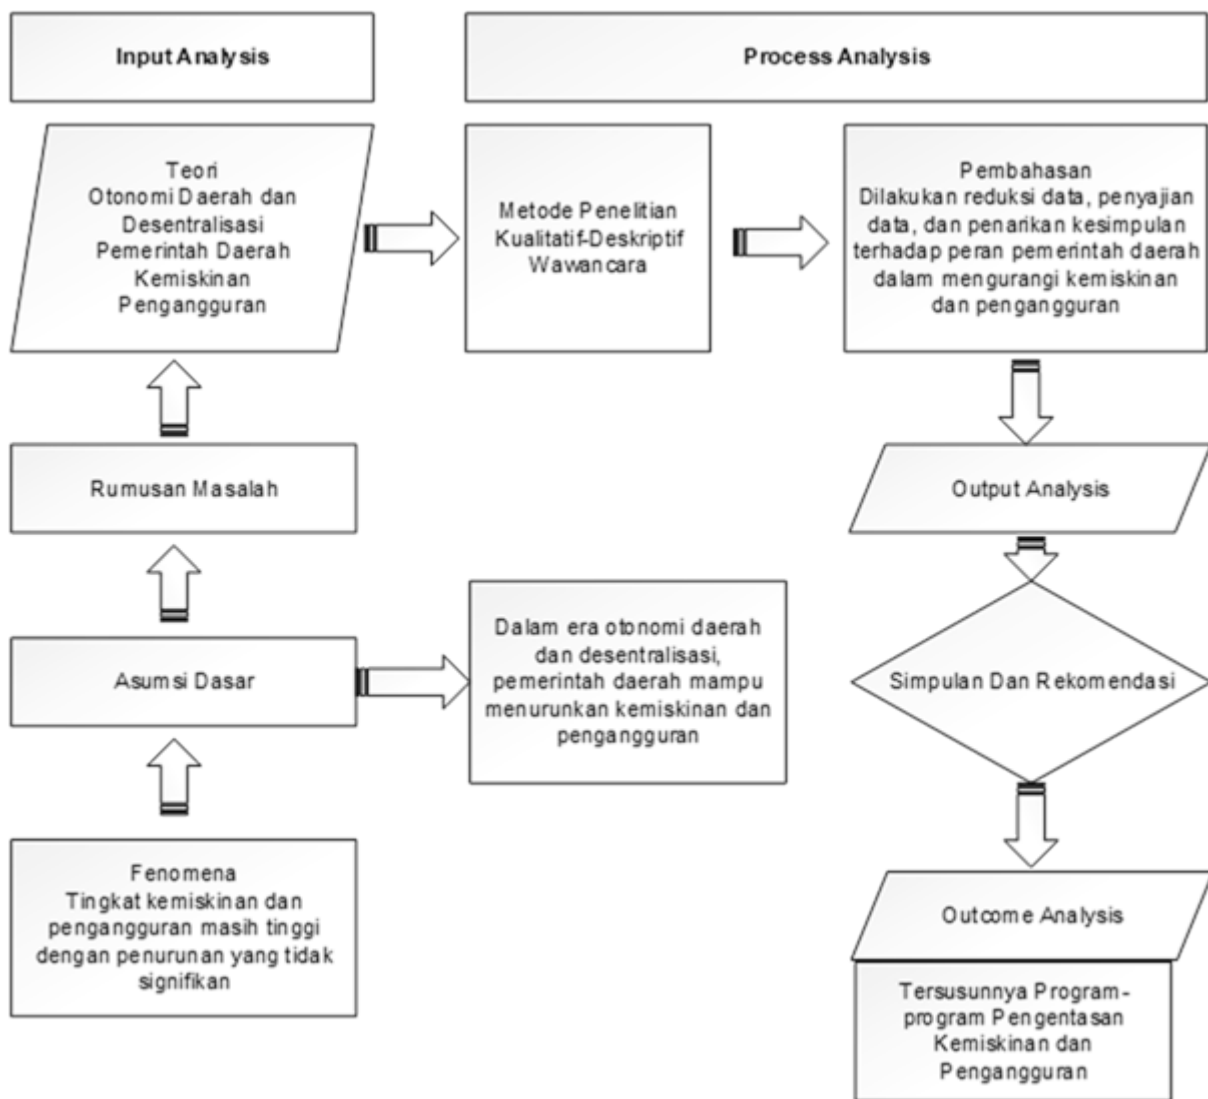 Input Analysis
Process Analysis
Teori
Otonomi Daerah dan
Desentralisasi
Pemerintah Daerah
Kemiskinan
Pengangguran
Metode Penelitian
Kualitatif-Deskriptif
Wawancara
Pembahasan
Dilakukan reduksi data, penyajian
data, dan penarikan kesimpulan
terhadap peran pemerintah daerah
dalam mengurangi kemiskinan
dan pengangguran
Rumusan Masalah
Output Analysis
Asumsi Dasar
Dalam era otonomi daerah
dan desentralisasi,
pemerintah daerah mampu
menurunkan kemiskinan dan
pengangguran
Simpulan Dan Rekomendasi
Fenomena
Tingkat kemiskinan dan
pengangguran masih tinggi
dengan penurunan yang tidak
signifikan
Outcome Analysis
Tersusunnya Program-
program Pengentasan
Kemiskinan dan
Pengangguran